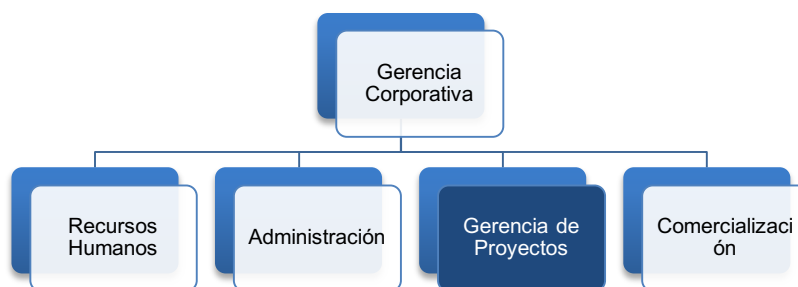 Gerencia
Corporativa
Recursos
Humanos
Administración
Gerencia de
Proyectos
Comercializaci
ón